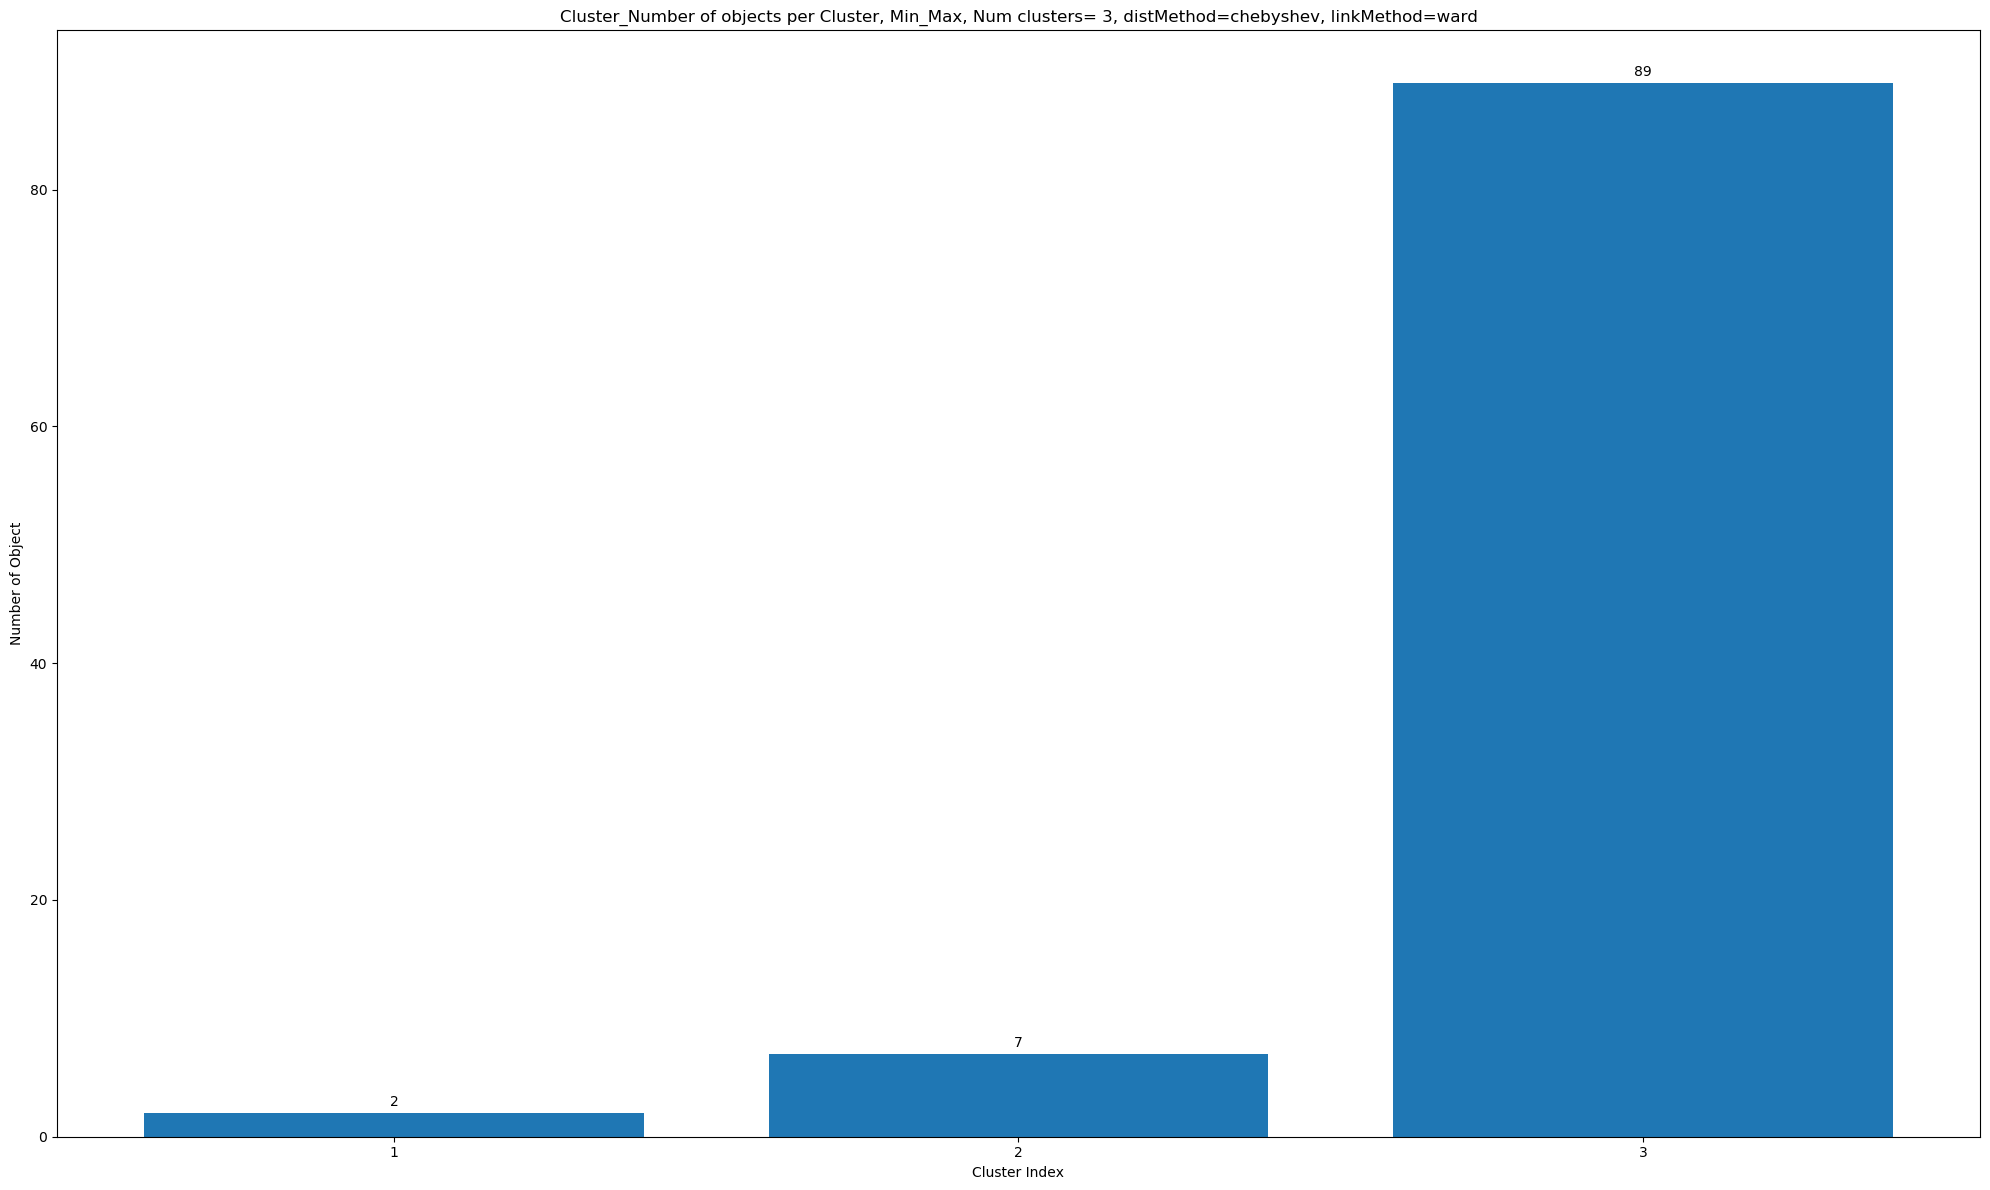 Cluster_Number of objects per Cluster, Min_Max, Num clusters= 3, distMethod=chebyshev, linkMethod=ward
89
80
60
Number of Object
40
20
7
2
0
1 2 3
Cluster Index